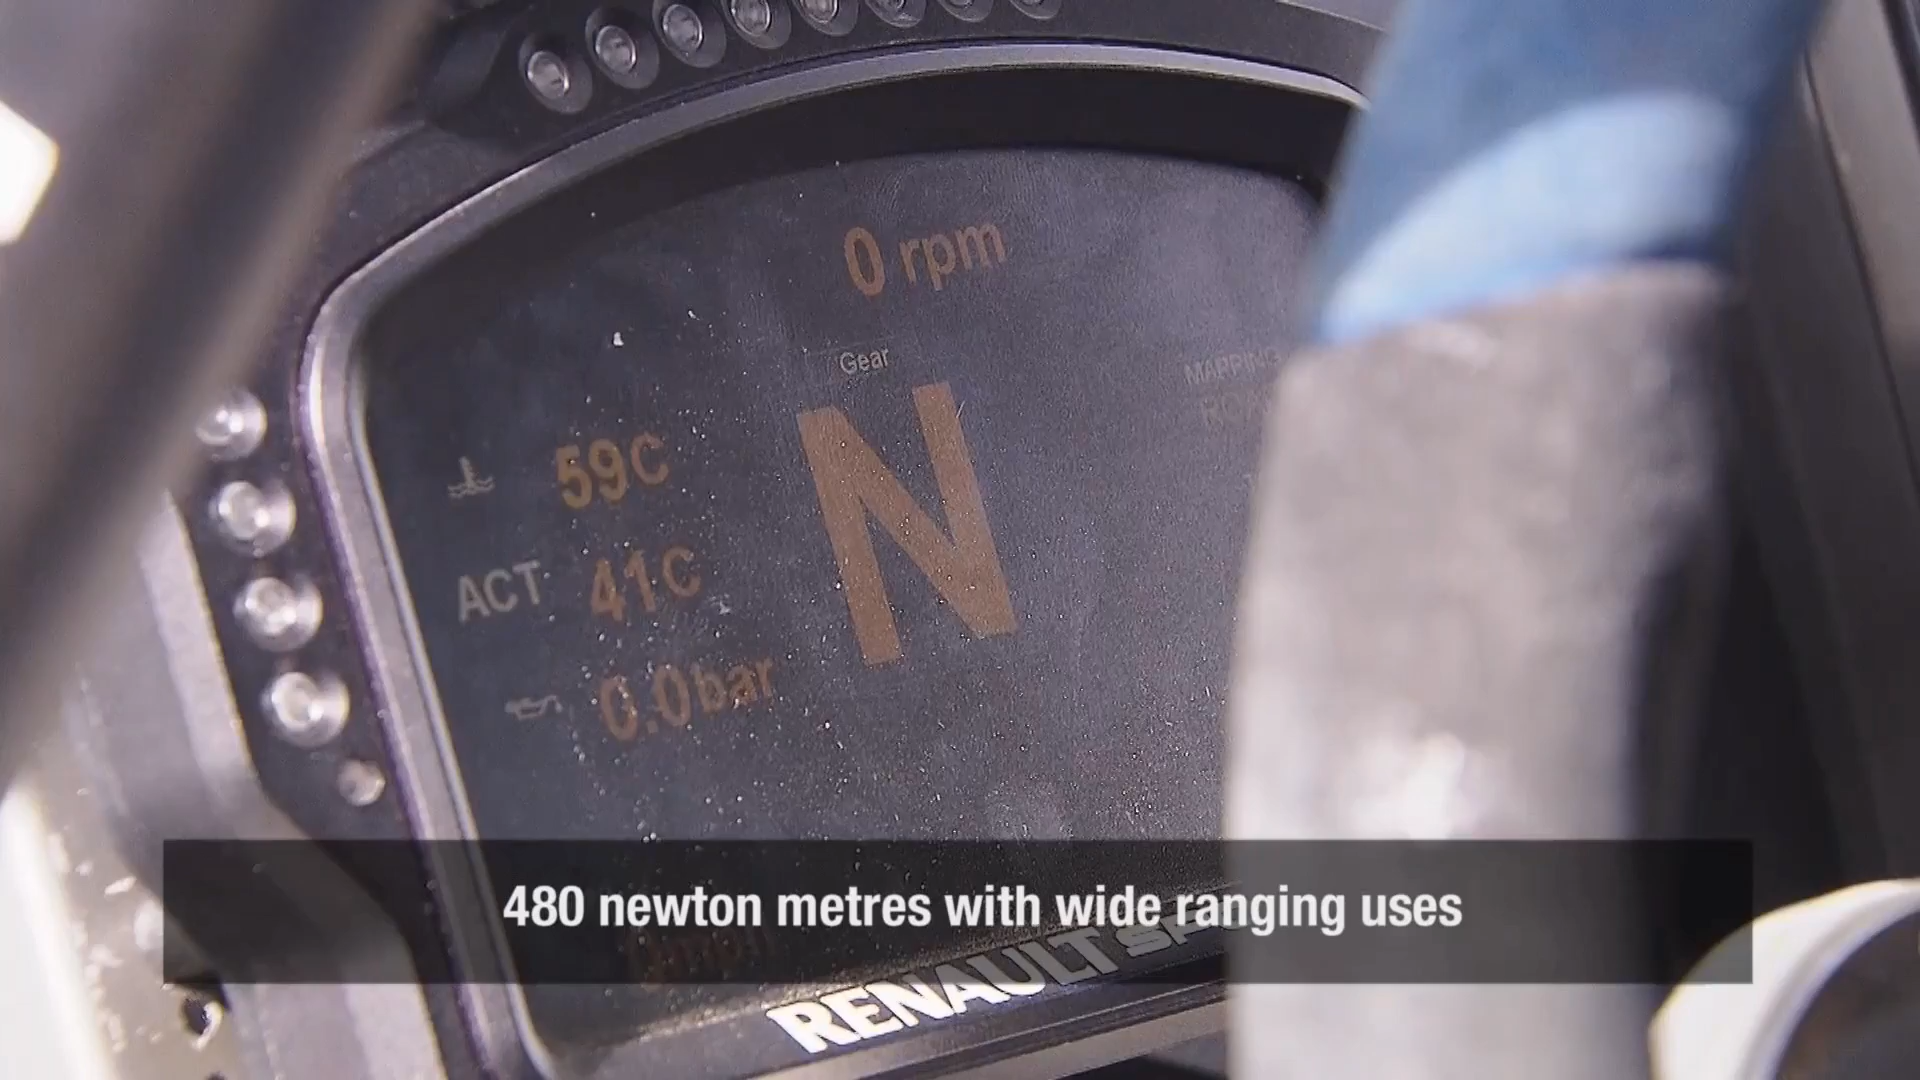 0 rpm
Gear
N
MAPPING
59C
ACT 41C
0.0bar
480 newton metres with wide ranging uses
RENAULT